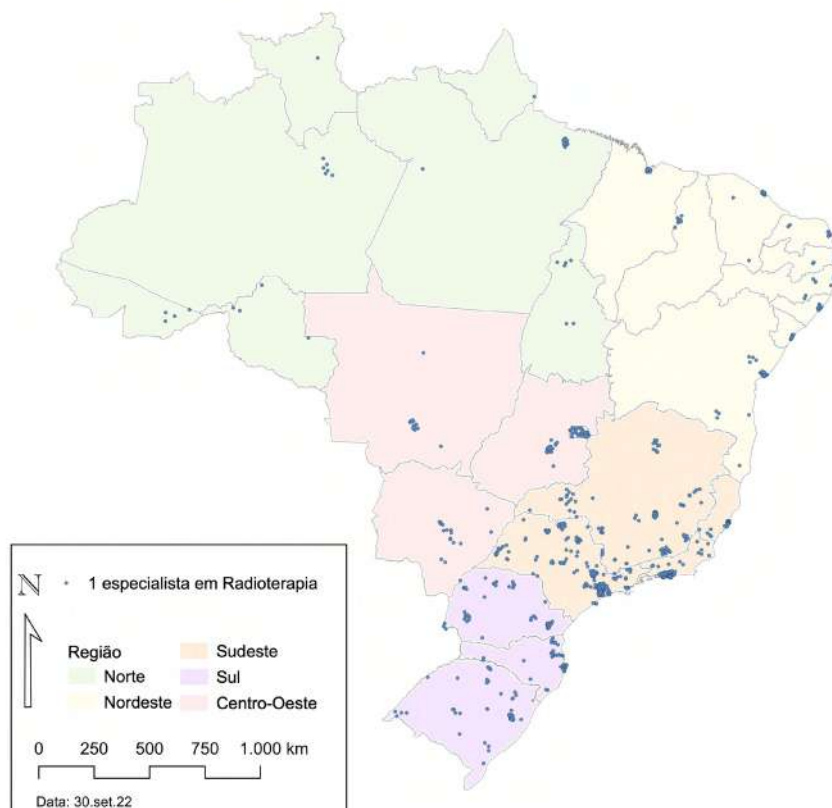 N
1 especialista em Radioterapia
Região
Norte
Nordeste
Sudeste
Sul
Centro-Oeste
0 250 500 750 1.000 km
Data: 30.set.22